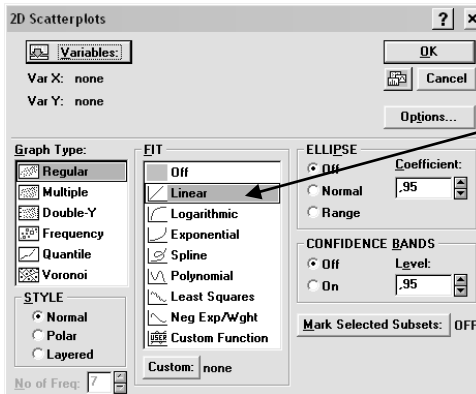 2D Scatterplots
? ×
Variables:
OK
Var X: none
Cancel
Var Y: none
Options...
Graph Type:
Regular
Multiple
Double-Y
Frequency
Quantile
Voronoi
STYLE
Normal
Polar
Layered
No of Freq: 7
FIT
Off
Linear
Logarithmic
Exponential
Spline
Polynomial
Least Squares
Neg Exp/Wght
USER Custom Function
Custom: none
ELLIPSE
Off
Normal
Range
Coefficient:
,95
CONFIDENCE BANDS
Off
On
Level:
,95
Mark Selected Subsets: OFF